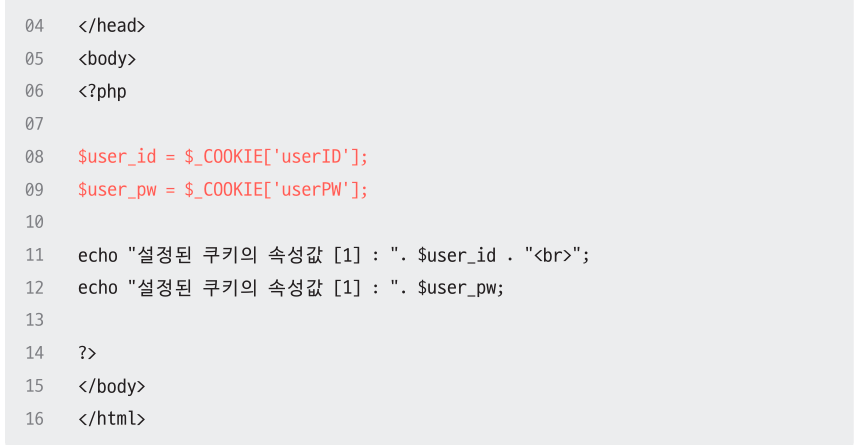 04 </head>
05 <body>
06 <?php
07
08 $user_id = $_COOKIE['userID'];
09 $user_pw = $_COOKIE['userPW'];
10
11 echo "설정된 쿠키의 속성값 [1] : ". $user_id . "<br>";
12 echo "설정된 쿠키의 속성값 [1] : ". $user_pw;
13
14 ?>
15 </body>
16 </html>